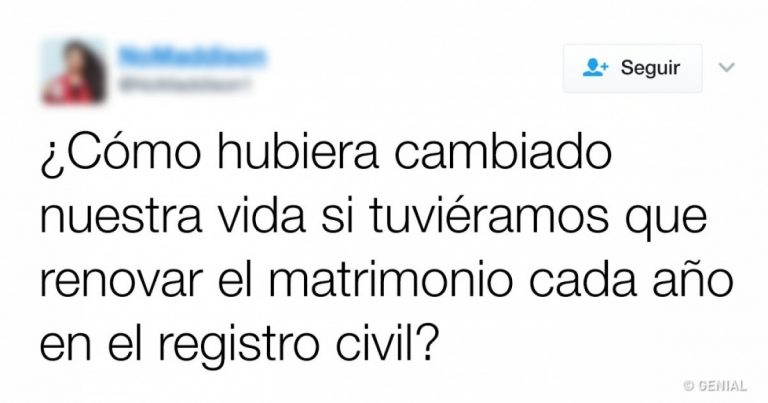 Seguir
¿Cómo hubiera cambiado
nuestra vida si tuviéramos que
renovar el matrimonio cada año
en el registro civil?
© GENIAL